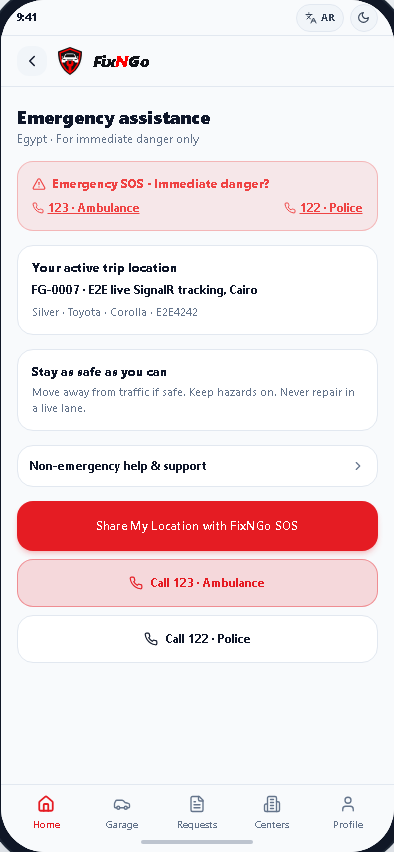 9:41
AR
FixNGo
Emergency assistance
Egypt · For immediate danger only
Emergency SOS · Immediate danger?
123 · Ambulance
122 · Police
Your active trip location
FG-0007 · E2E live SignalR tracking, Cairo
Silver · Toyota · Corolla · E2E4242
Stay as safe as you can
Move away from traffic if safe. Keep hazards on. Never repair in
a live lane.
Non-emergency help & support
Share My Location with FixNGo SOS
Call 123 · Ambulance
Call 122 · Police
Home
Garage
Requests
Centers
Profile